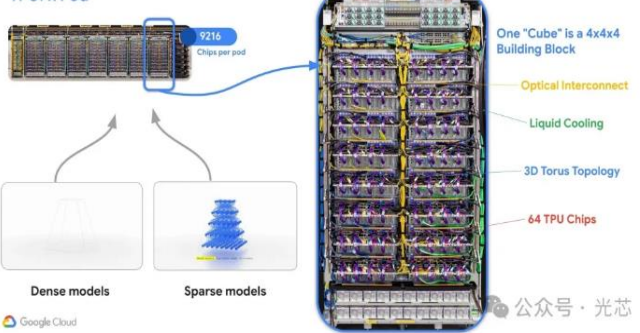 9216
Chips per pod
One "Cube" is a 4x4x4
Building Block
Optical Interconnect
Liquid Cooling
3D Torus Topology
64 TPU Chips
Dense models
Sparse models
Google Cloud
公众号·光芯